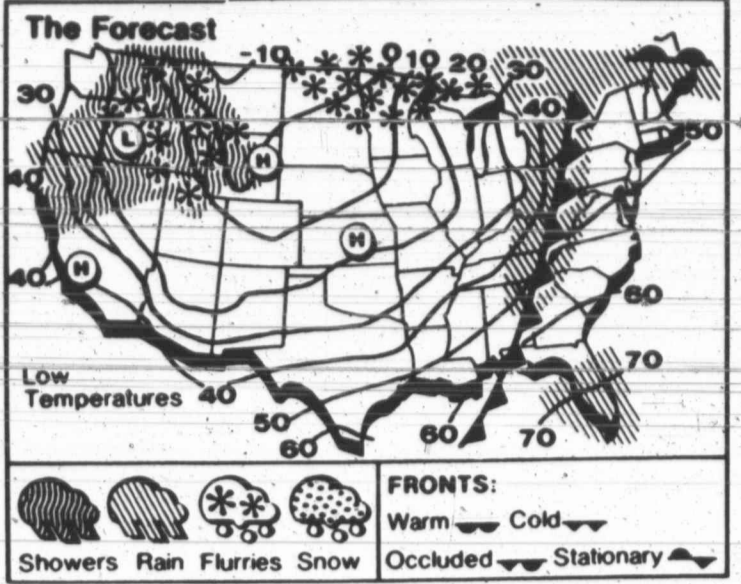 The Forecast
-10 0 10 20 30
30 40
L
H 50
40
H
40 H
60
Low
Temperatures 70
40
50
60 60 70
Showers Rain Flurries Snow
FRONTS:
Warm Cold
Occluded Stationary